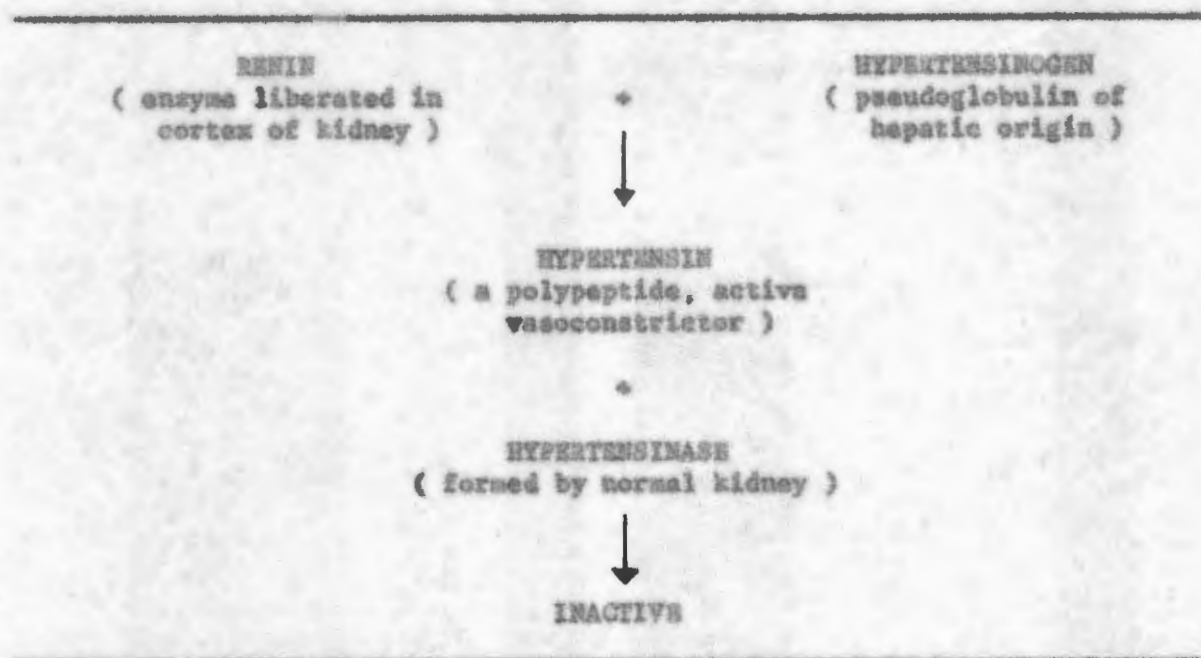 RENIN
( enzyme liberated in
cortex of kidney )
+
HYPERTENSINOGEN
( pseudoglobulin of
hepatic origin )
HYPERTENSIN
( a polypeptide, active
vasoconstrictor )
+
HYPERTENSINASE
( formed by normal kidney )
INACTIVE